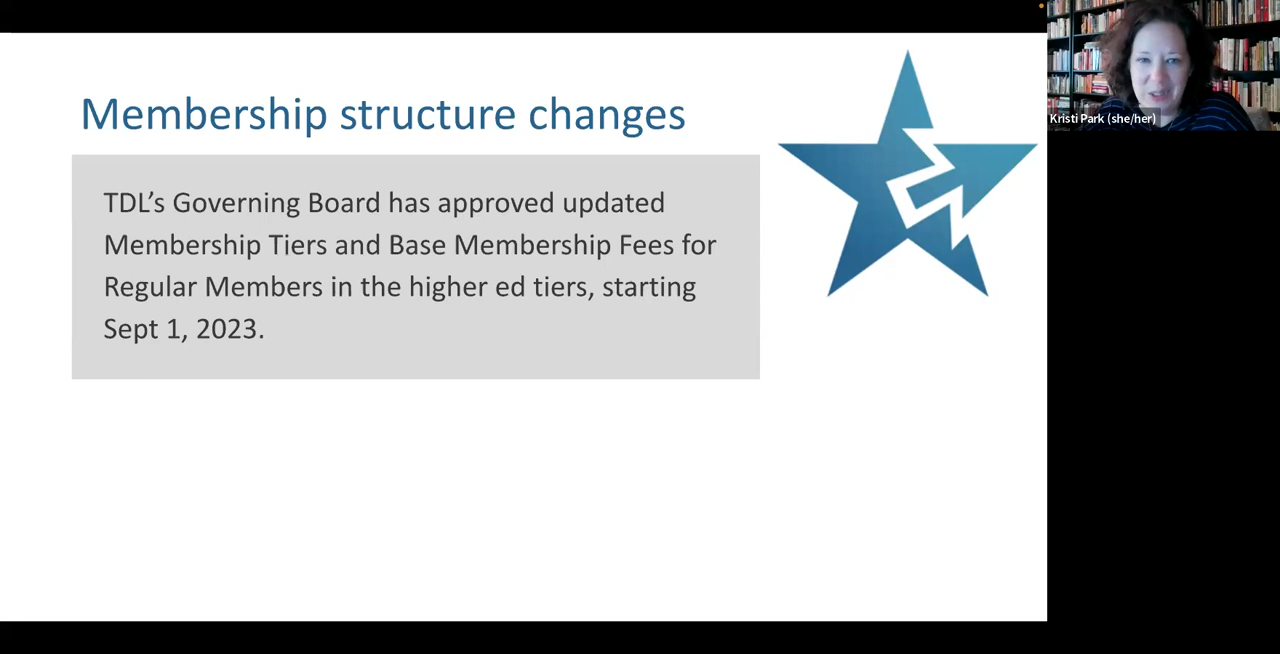 Membership structure changes
TDL’s Governing Board has approved updated
Membership Tiers and Base Membership Fees for
Regular Members in the higher ed tiers, starting
Sept 1, 2023.
Kristi Park (she/her)